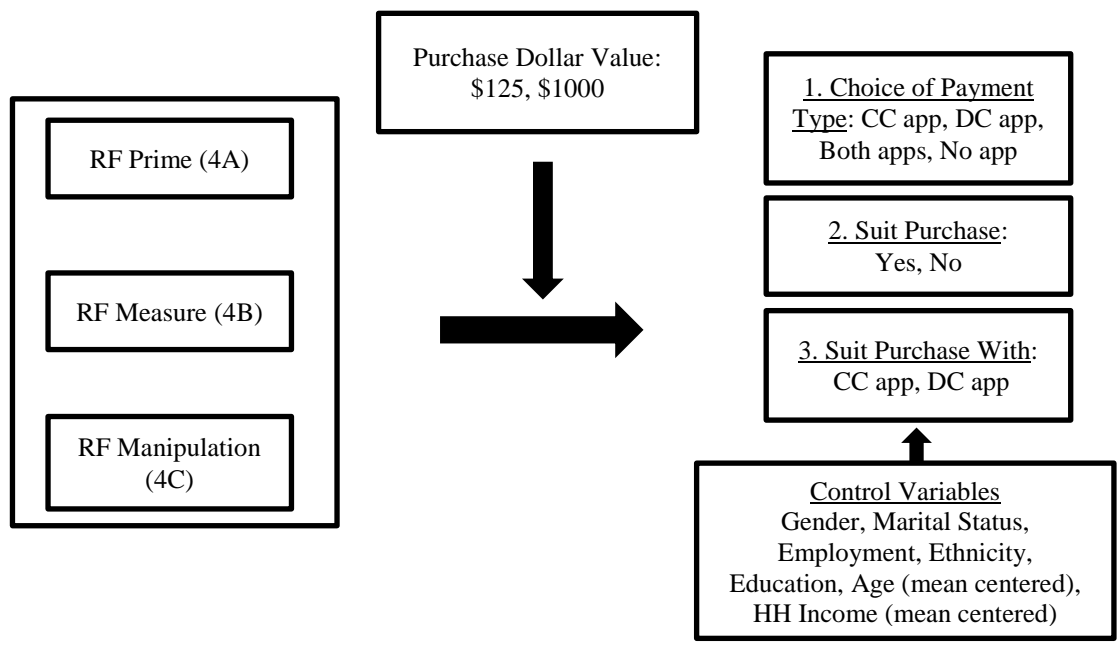 RF Prime (4A)
RF Measure (4B)
RF Manipulation
(4C)
Purchase Dollar Value:
$125, $1000
1. Choice of Payment
Type: CC app, DC app,
Both apps, No app
2. Suit Purchase:
Yes, No
3. Suit Purchase With:
CC app, DC app
Control Variables
Gender, Marital Status,
Employment, Ethnicity,
Education, Age (mean centered),
HH Income (mean centered)